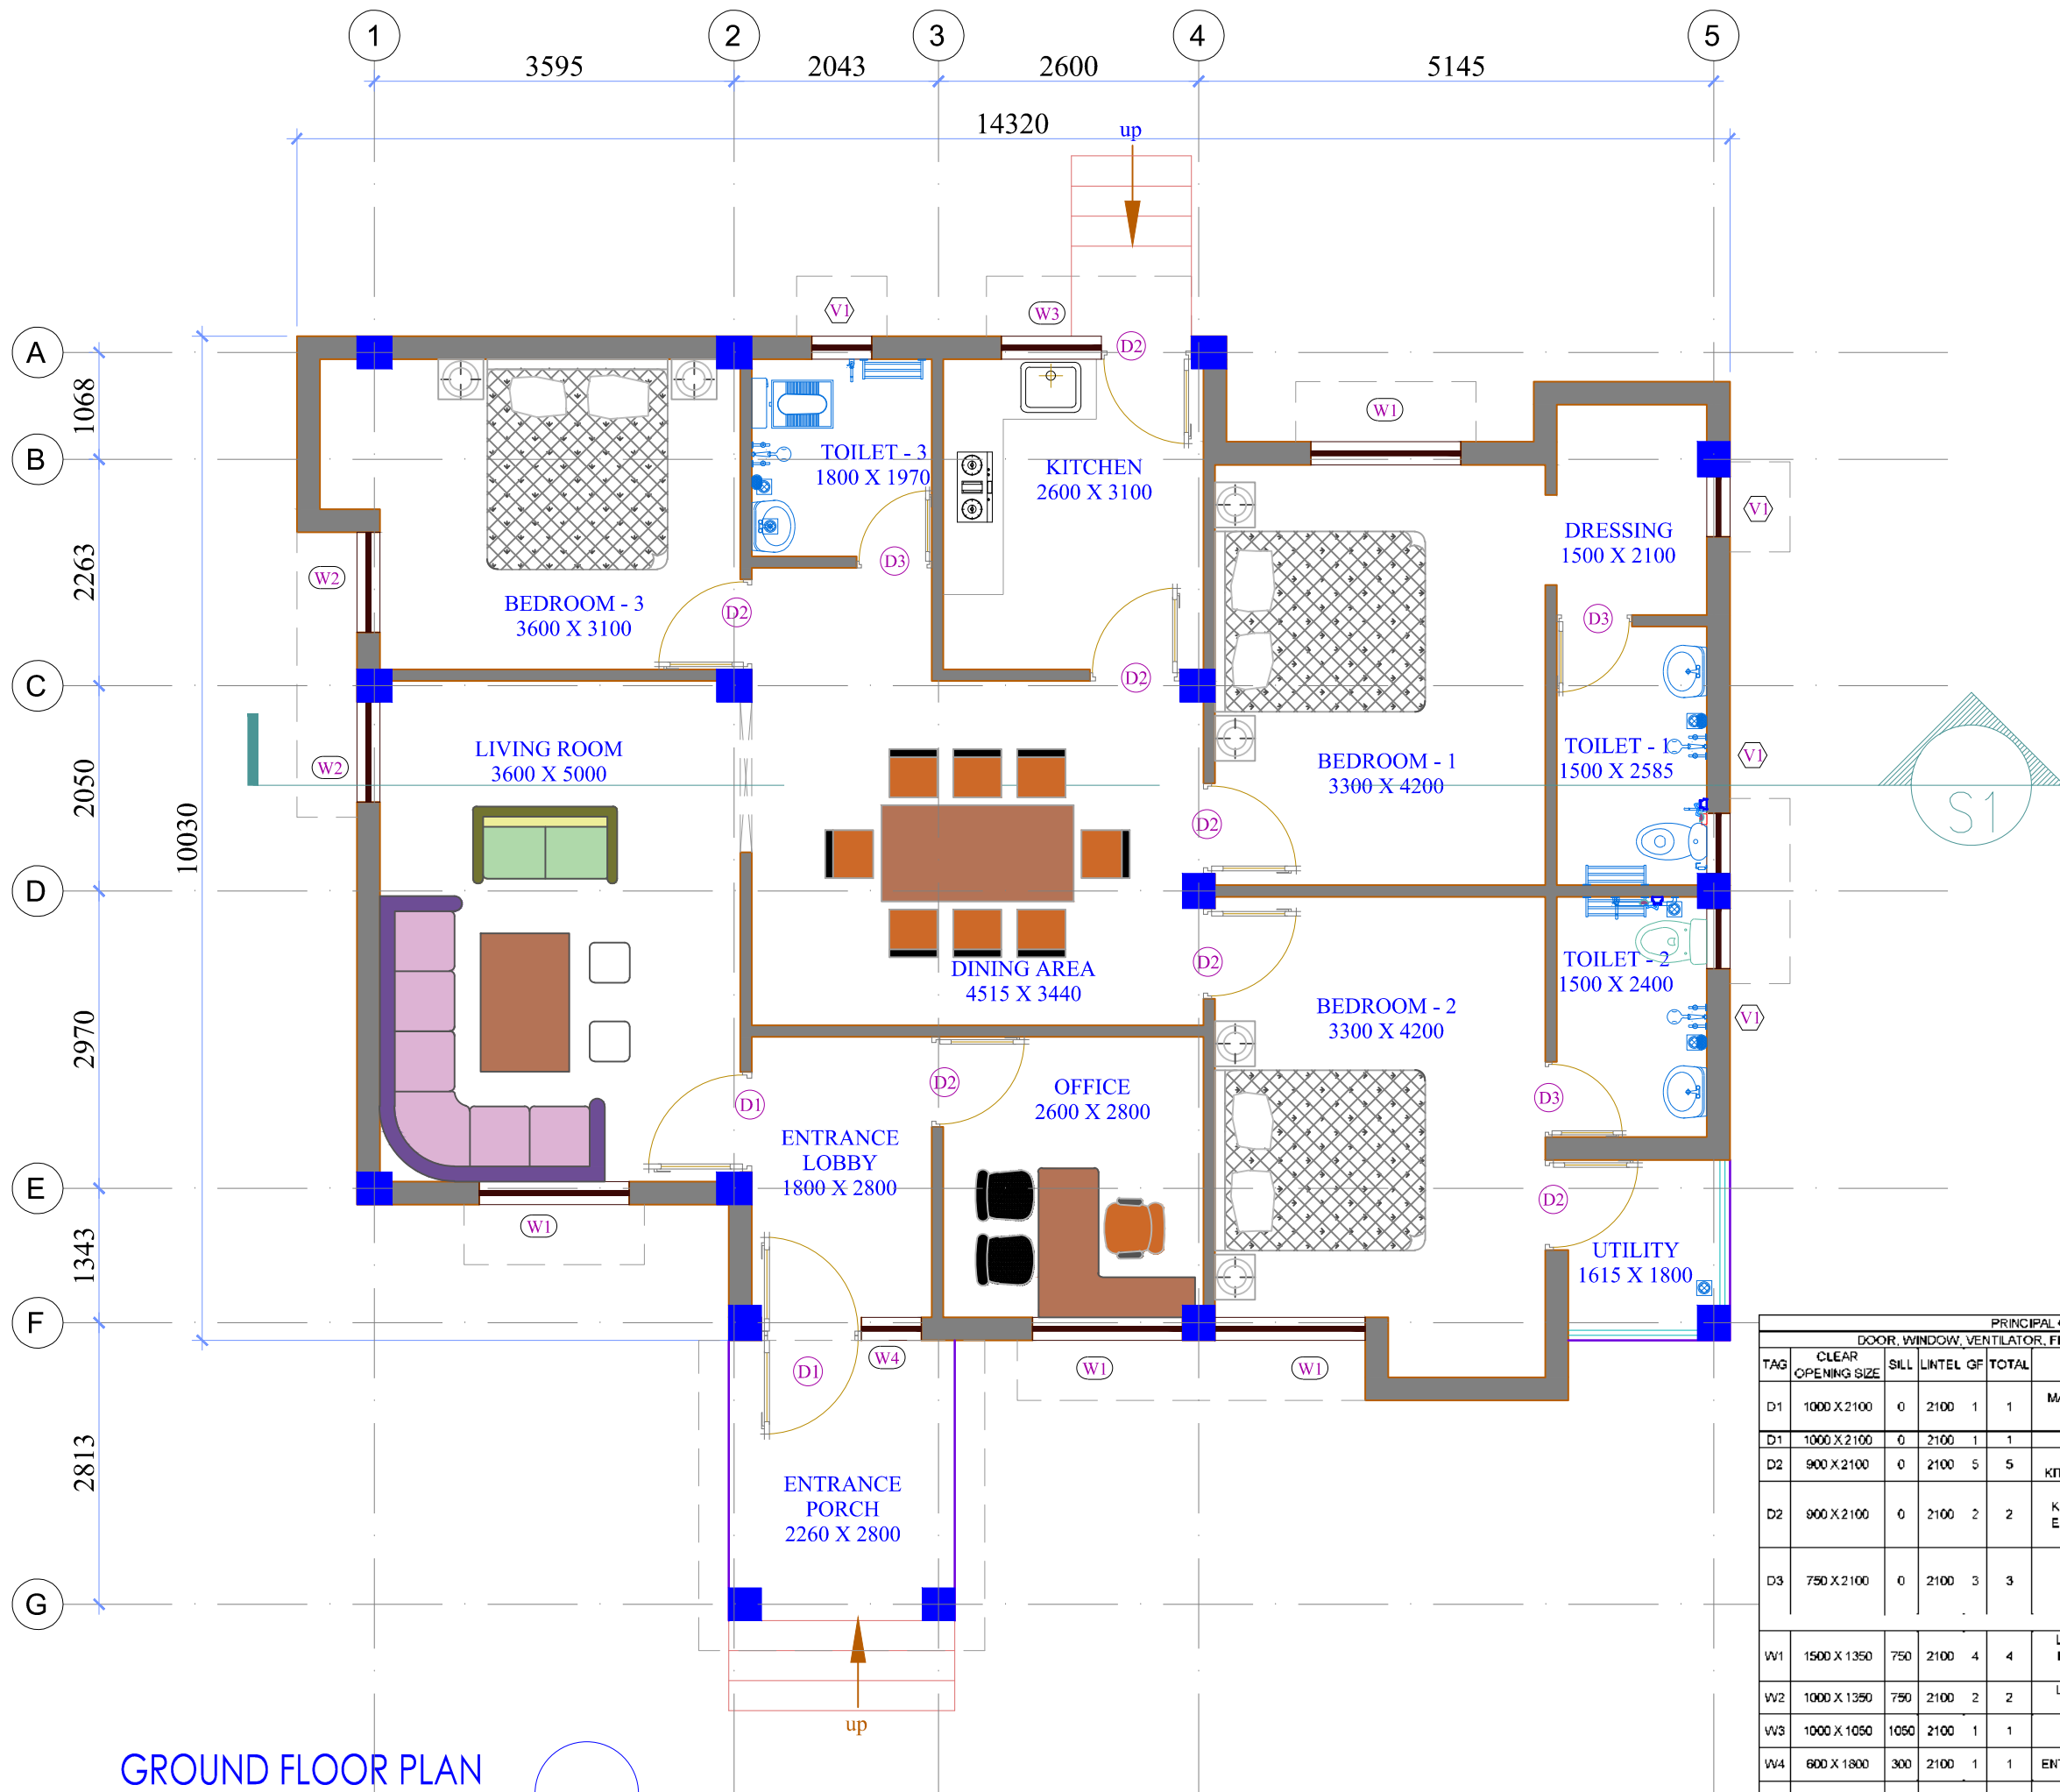 1 2 3 4 5
3595 2043 2600 5145
14320
up
V1
W3
A
D2
1068
W1
B
TOILET - 3
1800 X 1970
KITCHEN
2600 X 3100
V1
DRESSING
1500 X 2100
2263
D3
W2
BEDROOM - 3
3600 X 3100
D2
D3
C
D2
LIVING ROOM
3600 X 5000
W2
TOILET - 1
1500 X 2585
V1
BEDROOM - 1
3300 X 4200
2050
10030
S1
D2
D
D2
DINING AREA
4515 X 3440
TOILET - 2
1500 X 2400
BEDROOM - 2
3300 X 4200
V1
2970
D2
OFFICE
2600 X 2800
D1
D3
ENTRANCE
LOBBY
1800 X 2800
E
D2
W1
1343
UTILITY
1615 X 1800
F
W4
W1
W1
D1
2813
ENTRANCE
PORCH
2260 X 2800
G
up
GROUND FLOOR PLAN
PRINCIPAL
DOOR, WINDOW, VENTILATOR,
TAG CLEAR OPENING SIZE SILL LINTEL GF TOTAL
D1 1000 X 2100 0 2100 1 1
D1 1000 X 2100 0 2100 1 1
D2 900 X 2100 0 2100 5 5
D2 900 X 2100 0 2100 2 2
D3 750 X 2100 0 2100 3 3
W1 1500 X 1350 750 2100 4 4
W2 1000 X 1350 750 2100 2 2
W3 1000 X 1050 1050 2100 1 1
W4 600 X 1800 300 2100 1 1